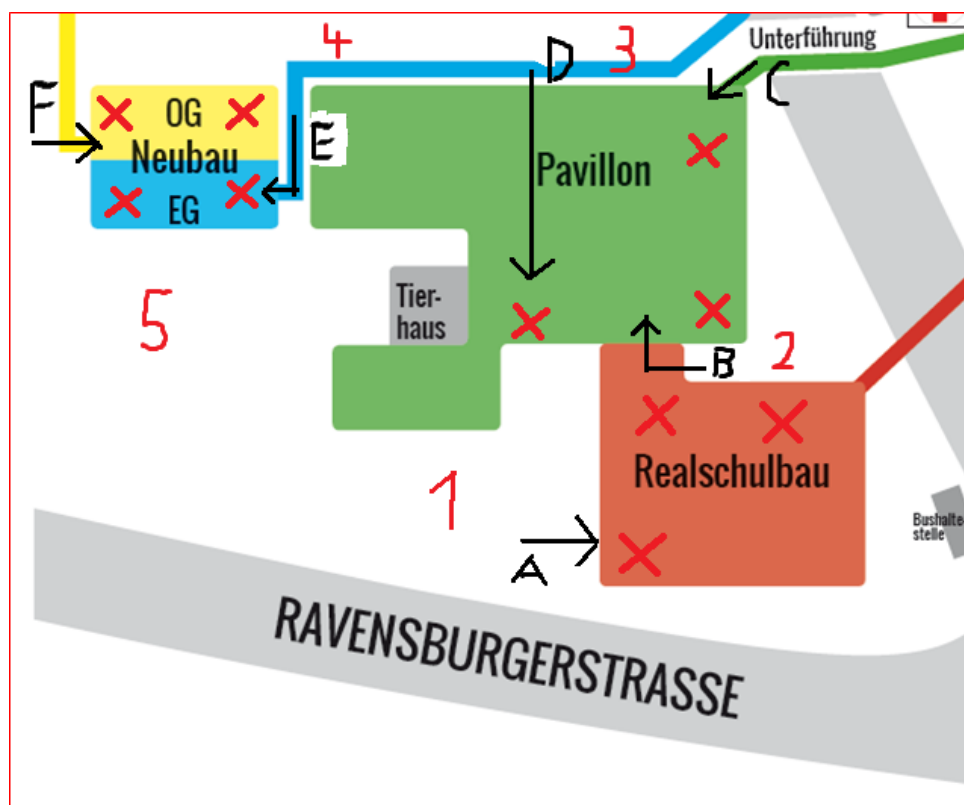 4
3
D
Unterführung
F
OG
Neubau
EG
E
C
Pavillon
5
Tier-
haus
2
B
1
Realschulbau
A
Bushalte-
stelle
RAVENSBURGERSTRASSE